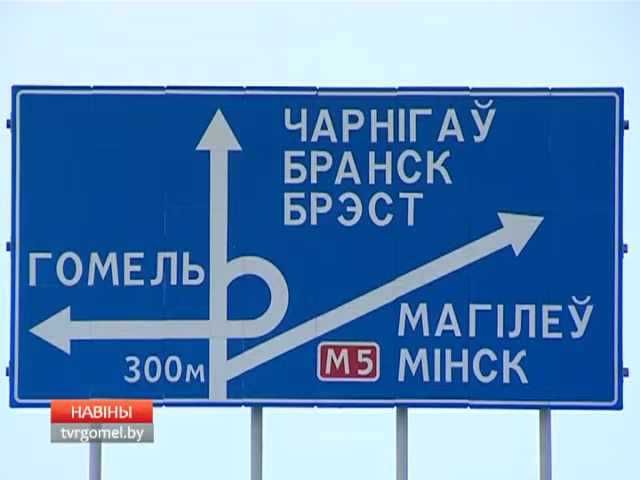 ЧАРНІГАЎ
БРАНСК
БРЭСТ
ГОМЕЛЬ
МАГІЛЕЎ
300м
М5
МІНСК
НАВІНЫ
tvrgomel.by